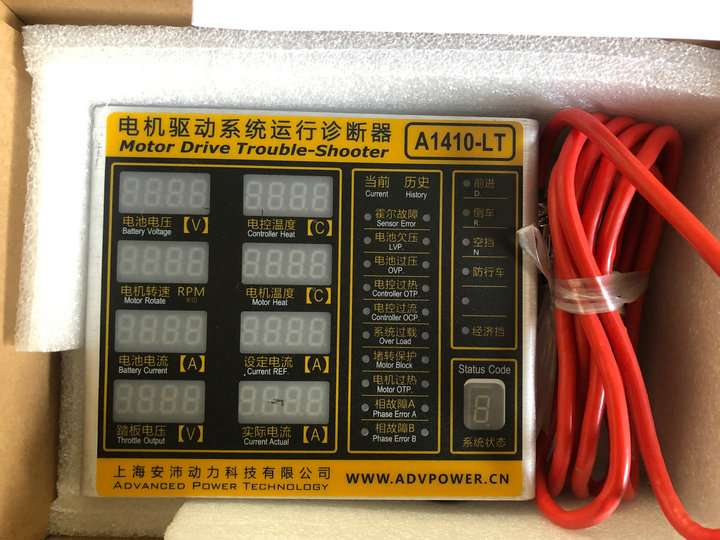 电机驱动系统运行诊断器
Motor Drive Trouble-Shooter
A1410-LT
电池电压【V】
Battery Voltage
电控温度【C】
Controller Heat
电机转速 RPM
Motor Rotate X10
电机温度【C】
Motor Heat
电池电流【A】
Battery Current
设定电流【A】
Current REF.
踏板电压【V】
Throttle Output
实际电流【A】
Current Actual
当前 历史
Current History
霍尔故障
Sensor Error
电池欠压
LVP.
电池过压
OVP.
电控过热
Controller OTP.
电控过流
Controller OCP.
系统过载
Over Load
堵转保护
Motor Block
电机过热
Motor OTP.
相故障A
Phase Error A
相故障B
Phase Error B
前进
D.
倒车
R.
空挡
N
防行车
经济挡
Status Code
系统状态
上海安沛动力科技有限公司
ADVANCED POWER TECHNOLOGY
WWW.ADVPOWER.CN